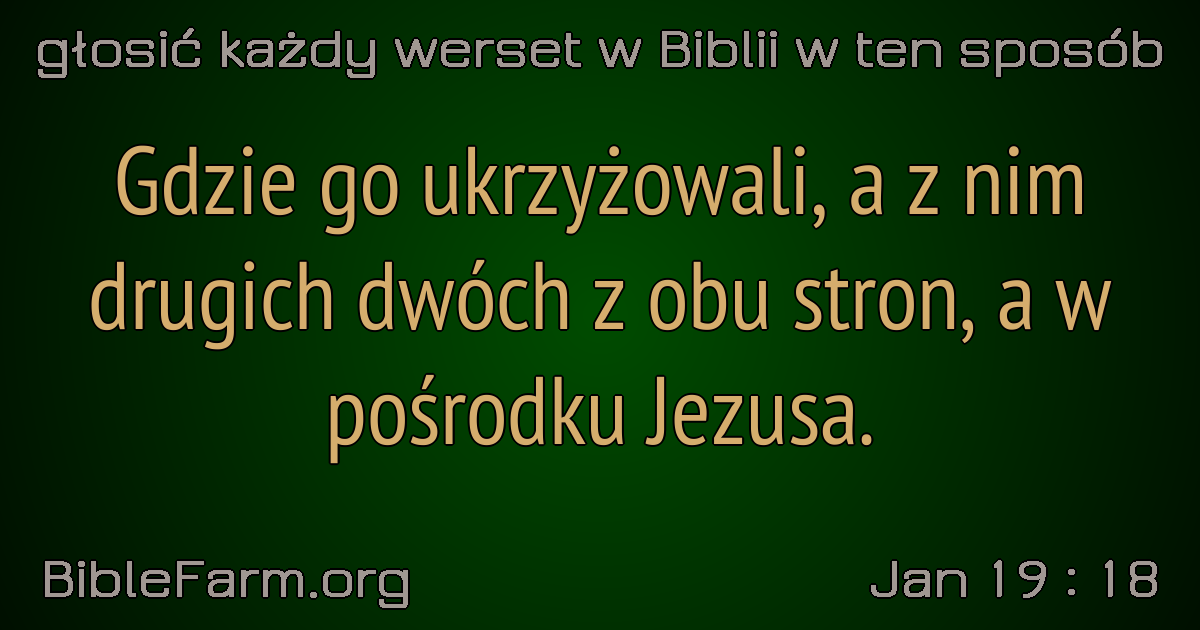 głosić każdy werset w Biblii w ten sposób
Gdzie go ukrzyżowali, a z nim
drugich dwóch z obu stron, a w
pośrodku Jezusa.
BibleFarm.org
Jan 19 : 18